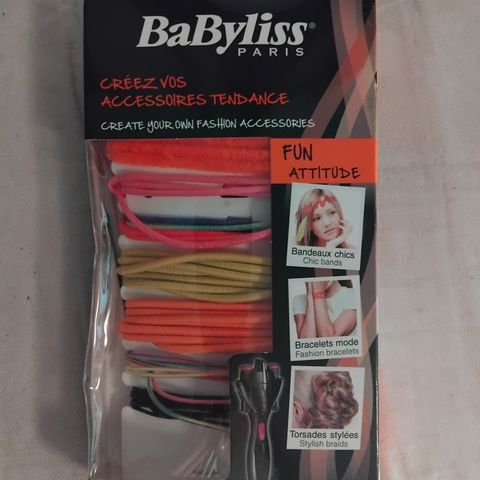 BaByliss®
PARIS
CRÉEZ VOS
ACCESSOIRES TENDANCE
CREATE YOUR OWN FASHION ACCESSORIES
FUN
ATTITUDE
Bandeaux chics
Chic bands
Bracelets mode
Fashion bracelets
Torsades stylées
Stylish braids